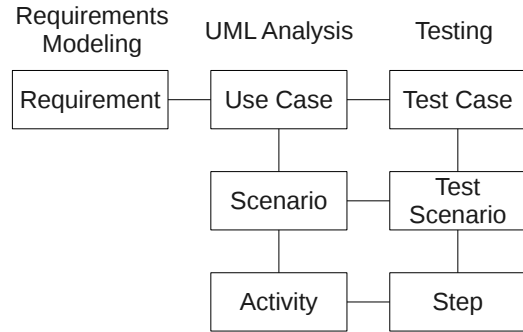 Requirements
Modeling
UML Analysis
Testing
Requirement
Use Case
Test Case
Scenario
Test
Scenario
Activity
Step